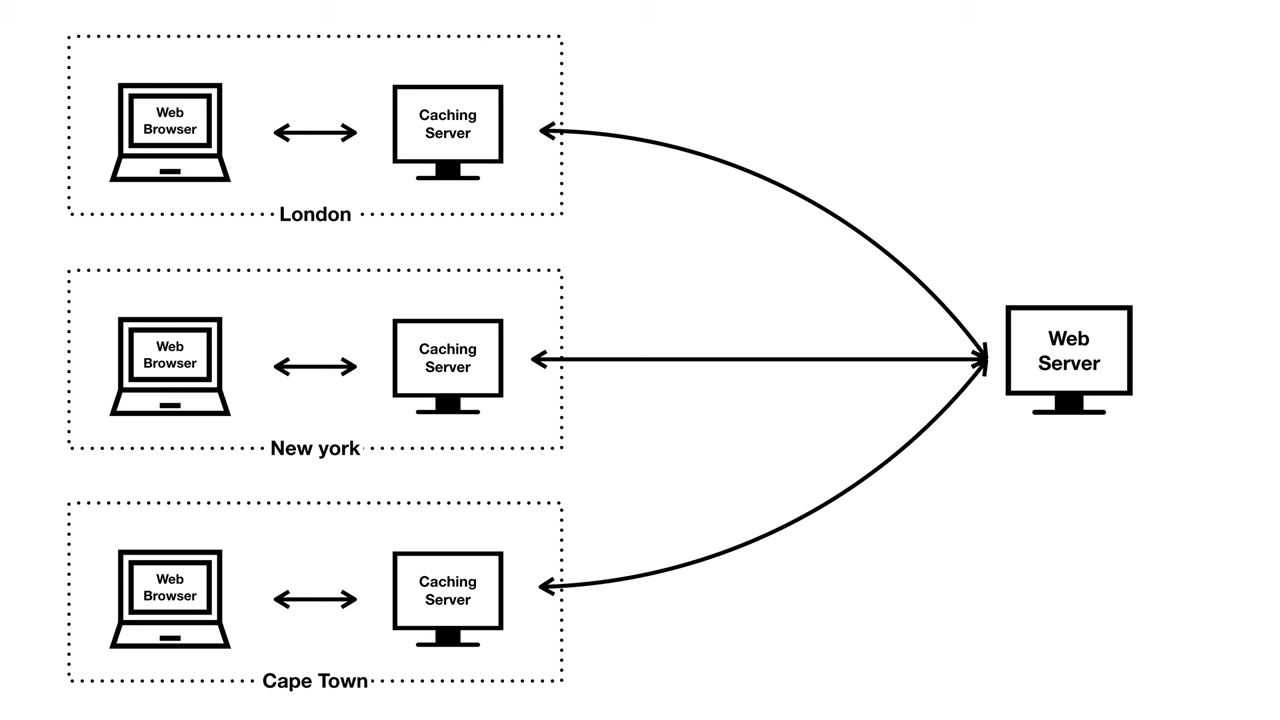 Web
Browser
Caching
Server
London
Web
Browser
Caching
Server
New york
Web
Server
Web
Browser
Caching
Server
Cape Town